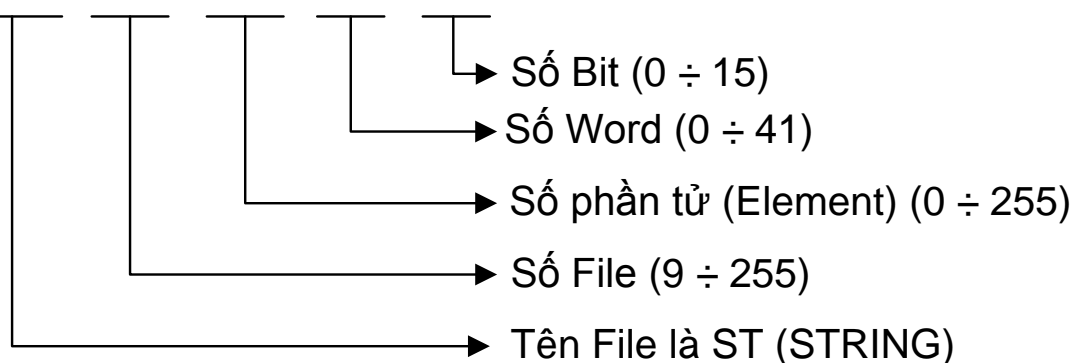 Số Bit (0 ÷ 15)
Số Word (0 ÷ 41)
Số phần tử (Element) (0 ÷ 255)
Số File (9 ÷ 255)
Tên File là ST (STRING)